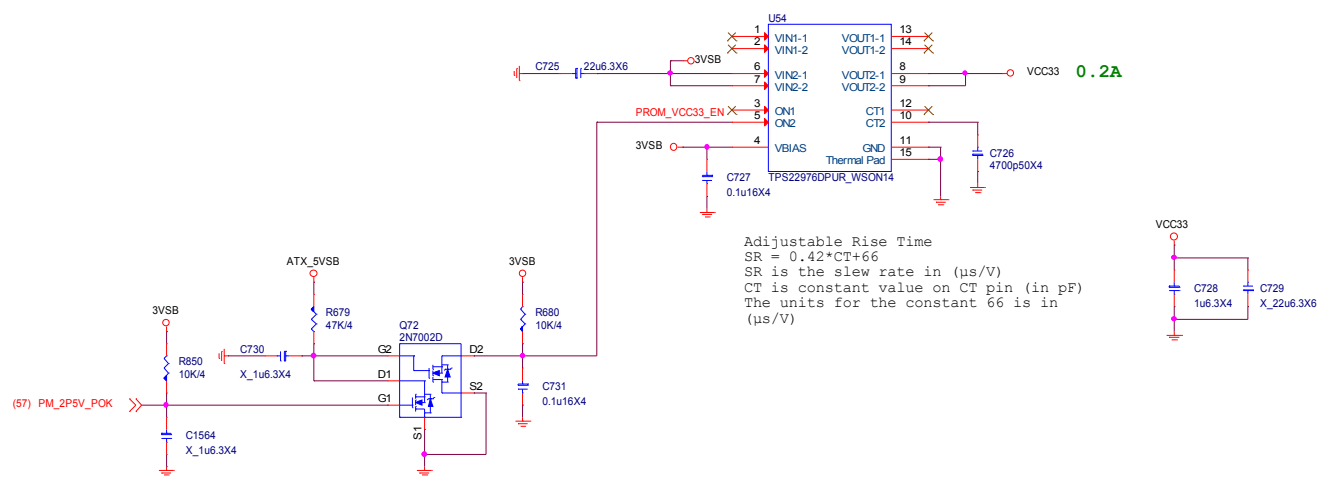 U54
1 VIN1-1 VOUT1-1 13
2 VIN1-2 VOUT1-2 14
C725 22u6.3X6 3VSB
6 VIN2-1 VOUT2-1 8 VCC33 0.2A
7 VIN2-2 VOUT2-2 9
PROM_VCC33_EN 3 ON1 CT1 12
5 ON2 CT2 10
3VSB 4 VBIAS GND 11
Thermal Pad 15
C726
4700p50X4
C727
0.1u16X4
TPS22976DPUR_WSON14
Adijustable Rise Time
SR = 0.42*CT+66
SR is the slew rate in (µs/V)
CT is constant value on CT pin (in pF)
The units for the constant 66 is in
(µs/V)
VCC33
C728
1u6.3X4
C729
X_22u6.3X6
ATX_5VSB
3VSB
3VSB
R679
47K/4
R680
10K/4
Q72
2N7002D
R850
10K/4
C730
X_1u6.3X4
G2 D2
D1 S2
G1
S1
C731
0.1u16X4
(57) PM_2P5V_POK
C1564
X_1u6.3X4